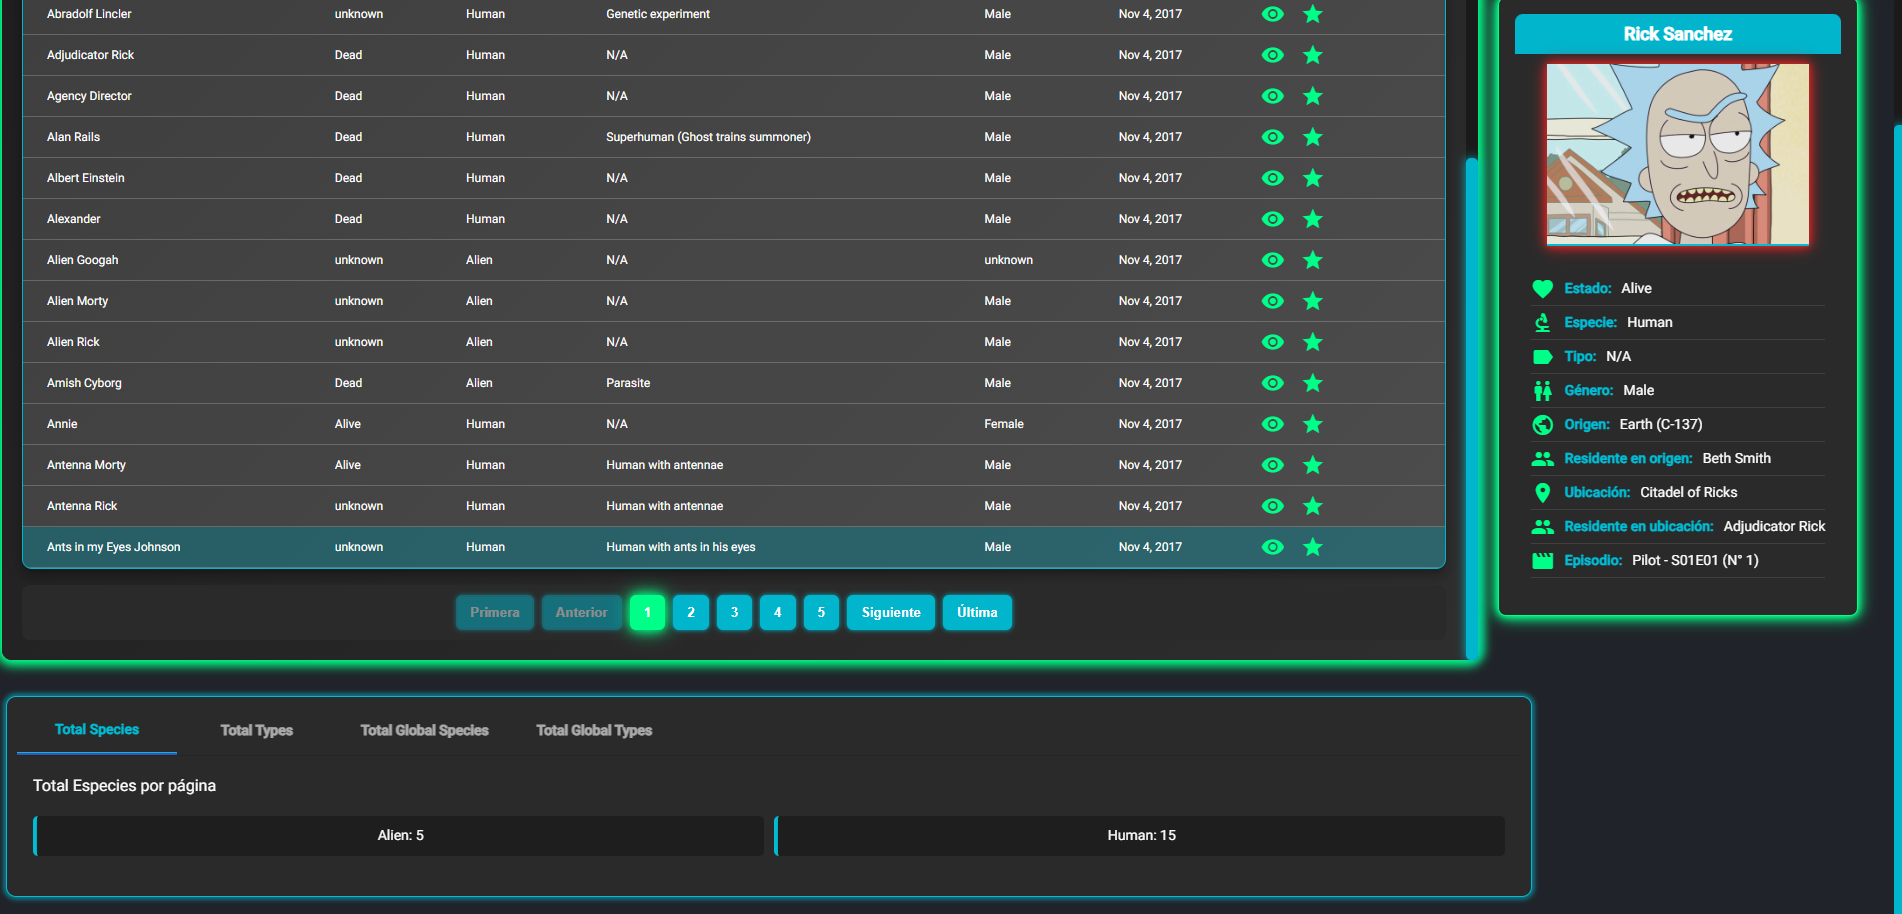 Abradolf Lincler unknown Human Genetic experiment Male Nov 4, 2017
Adjudicator Rick Dead Human N/A Male Nov 4, 2017
Agency Director Dead Human N/A Male Nov 4, 2017
Alan Rails Dead Human Superhuman (Ghost trains summoner) Male Nov 4, 2017
Albert Einstein Dead Human N/A Male Nov 4, 2017
Alexander Dead Human N/A Male Nov 4, 2017
Alien Googah unknown Alien N/A unknown Nov 4, 2017
Alien Morty unknown Alien N/A Male Nov 4, 2017
Alien Rick unknown Alien N/A Male Nov 4, 2017
Amish Cyborg Dead Alien Parasite Male Nov 4, 2017
Annie Alive Human N/A Female Nov 4, 2017
Antenna Morty Alive Human Human with antennae Male Nov 4, 2017
Antenna Rick unknown Human Human with antennae Male Nov 4, 2017
Ants in my Eyes Johnson unknown Human Human with ants in his eyes Male Nov 4, 2017
Primera Anterior 1 2 3 4 5 Siguiente Última
Rick Sanchez
Estado: Alive
Especie: Human
Tipo: N/A
Género: Male
Origen: Earth (C-137)
Residente en origen: Beth Smith
Ubicación: Citadel of Ricks
Residente en ubicación: Adjudicator Rick
Episodio: Pilot - S01E01 (N° 1)
Total Species Total Types Total Global Species Total Global Types
Total Especies por página
Alien: 5 Human: 15